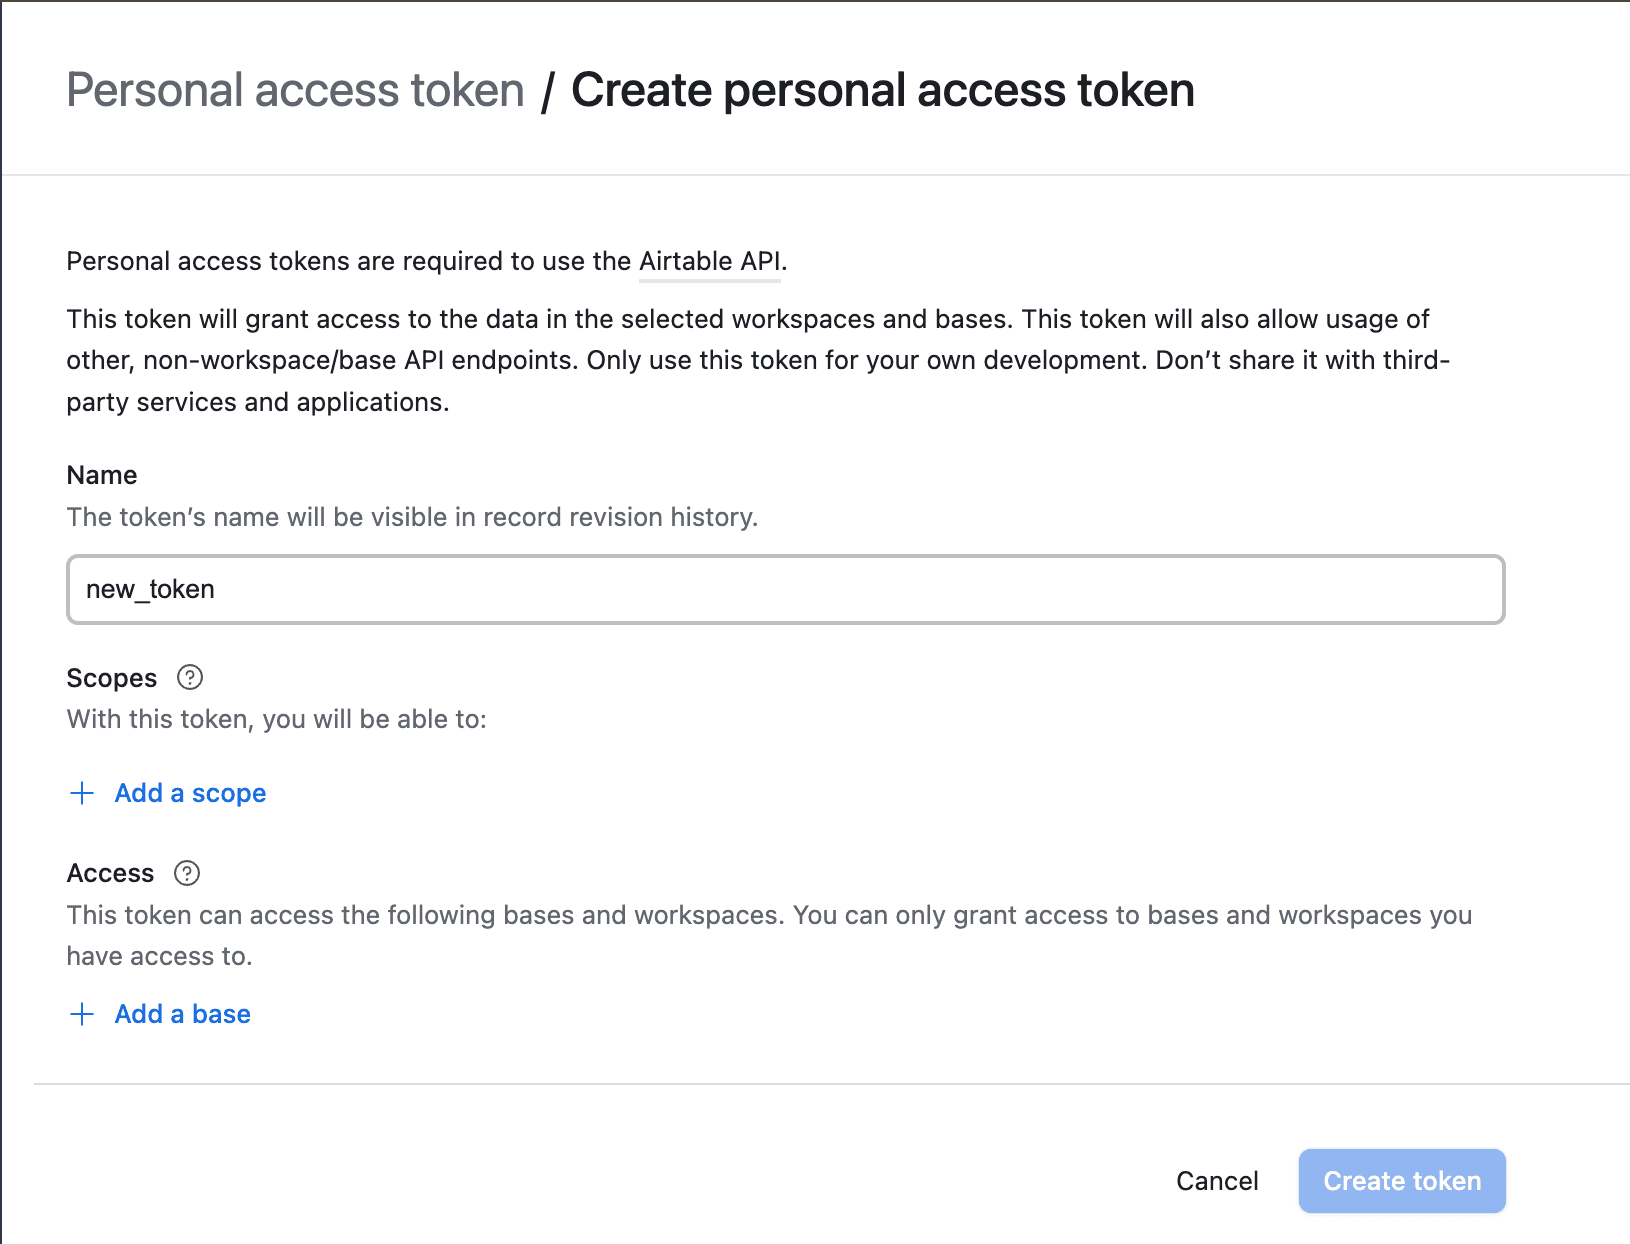 Personal access token / Create personal access token
Personal access tokens are required to use the Airtable API.
This token will grant access to the data in the selected workspaces and bases. This token will also allow usage of
other, non-workspace/base API endpoints. Only use this token for your own development. Don’t share it with third-
party services and applications.
Name
The token’s name will be visible in record revision history.
new_token
Scopes ?
With this token, you will be able to:
+ Add a scope
Access ?
This token can access the following bases and workspaces. You can only grant access to bases and workspaces you
have access to.
+ Add a base
Cancel Create token